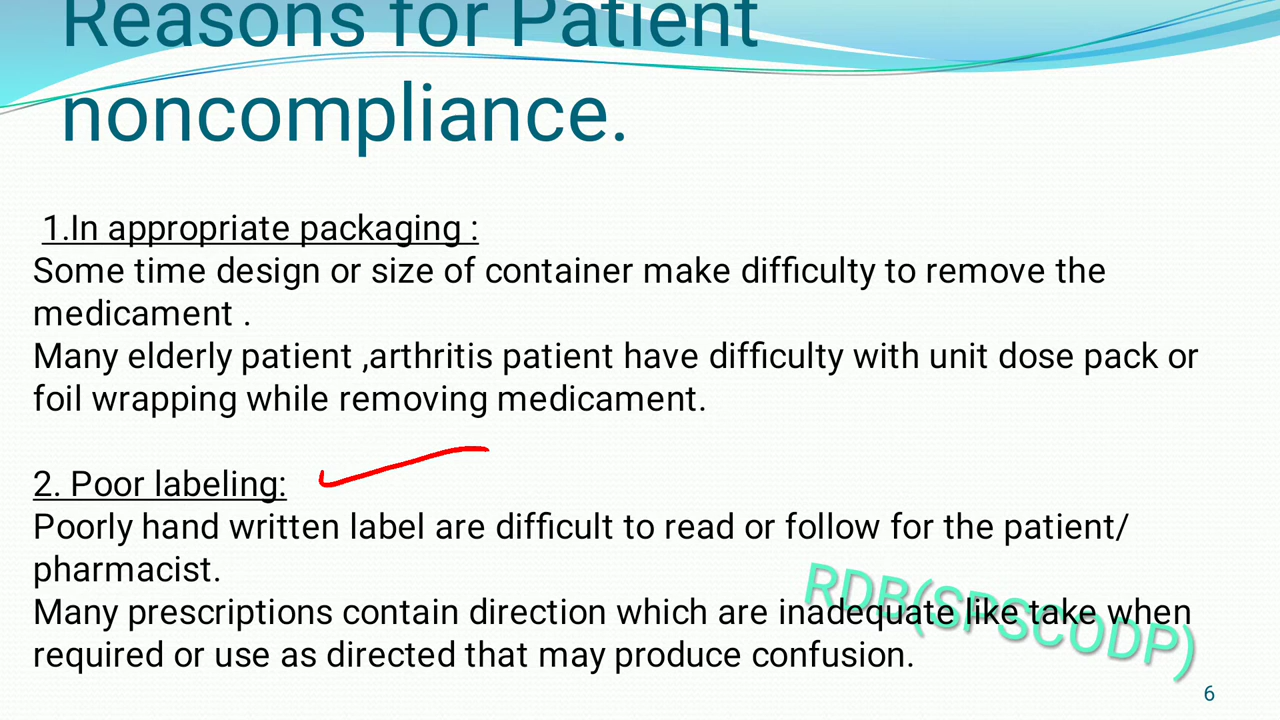 Reasons for Patient
noncompliance.
1.In appropriate packaging :
Some time design or size of container make difficulty to remove the
medicament .
Many elderly patient ,arthritis patient have difficulty with unit dose pack or
foil wrapping while removing medicament.
2. Poor labeling:
Poorly hand written label are difficult to read or follow for the patient/
pharmacist.
Many prescriptions contain direction which are inadequate like take when
required or use as directed that may produce confusion.
RDB(SPSCODP)
6